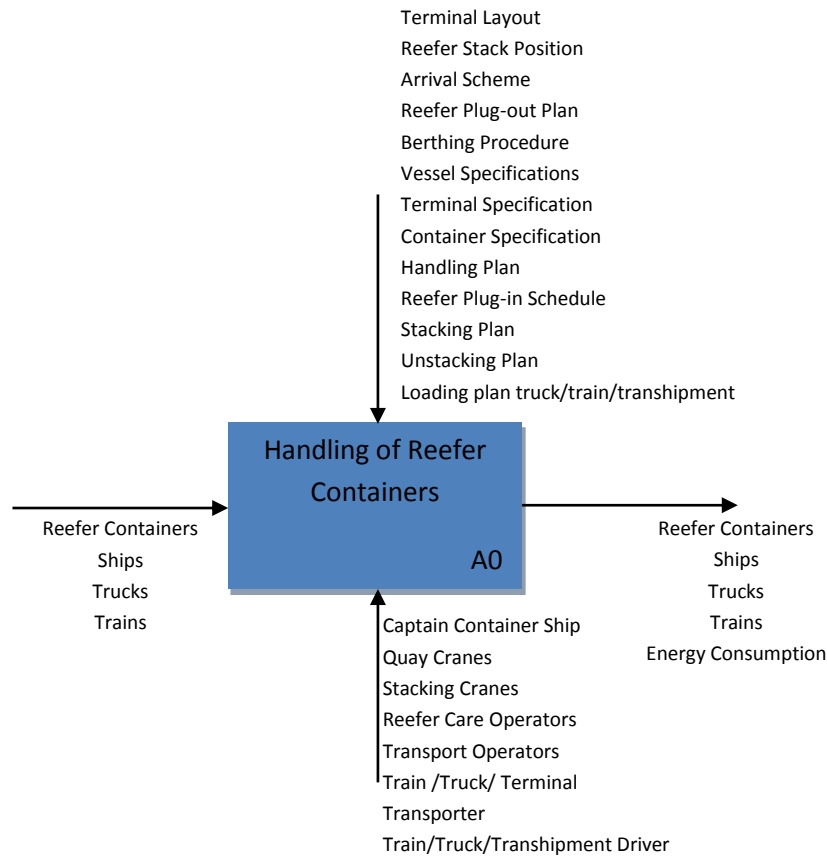 Terminal Layout
Reefer Stack Position
Arrival Scheme
Reefer Plug-out Plan
Berthing Procedure
Vessel Specifications
Terminal Specification
Container Specification
Handling Plan
Reefer Plug-in Schedule
Stacking Plan
Unstacking Plan
Loading plan truck/train/transhipment
Handling of Reefer
Containers
A0
Reefer Containers
Ships
Trucks
Trains
Reefer Containers
Ships
Trucks
Trains
Energy Consumption
Captain Container Ship
Quay Cranes
Stacking Cranes
Reefer Care Operators
Transport Operators
Train /Truck/ Terminal
Transporter
Train/Truck/Transhipment Driver